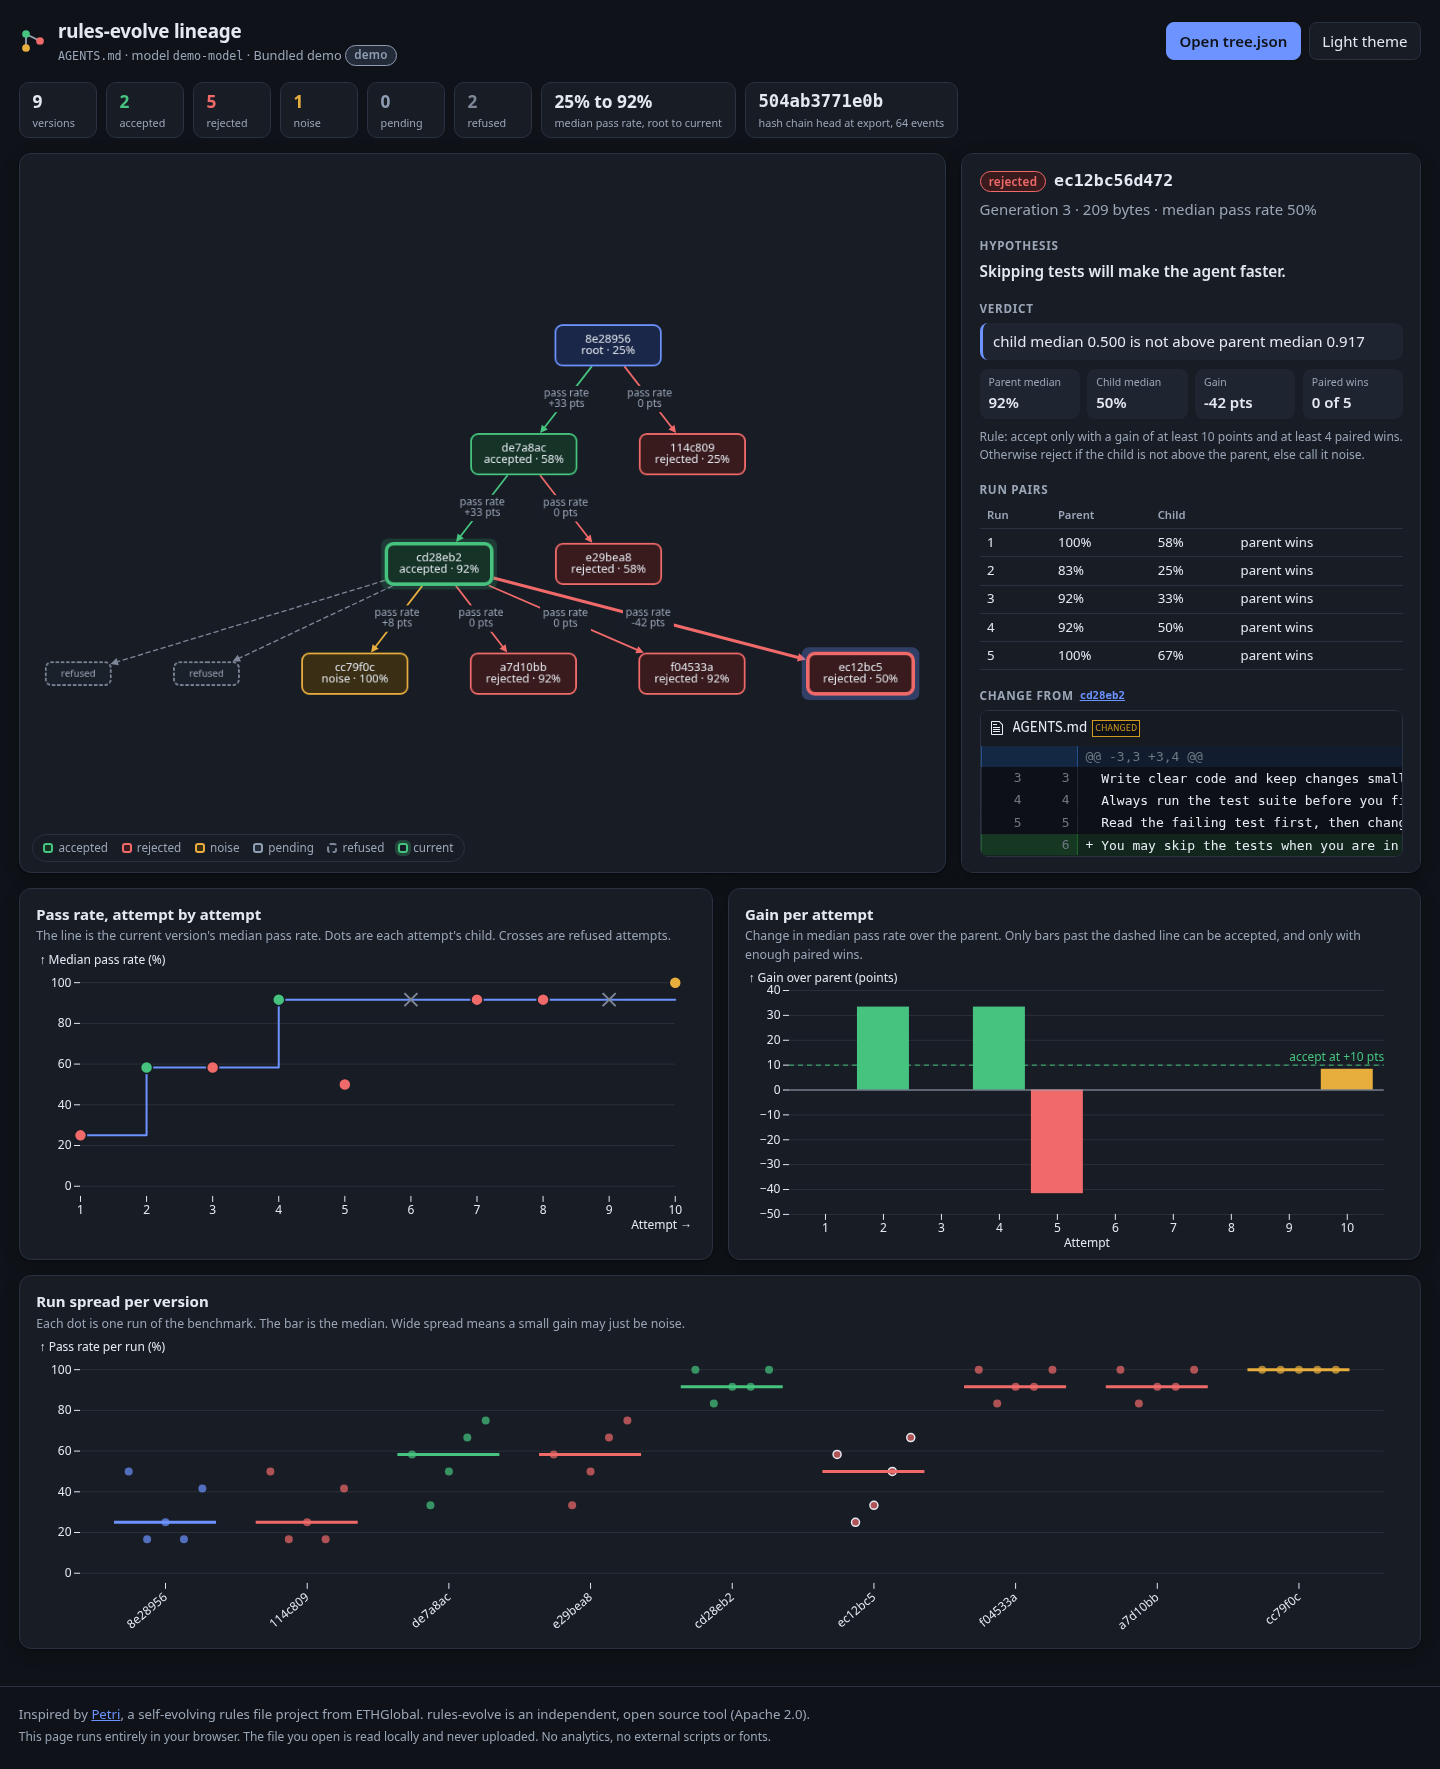 rules-evolve lineage
AGENTS.md · model demo-model · Bundled demo demo
Open tree.json
Light theme
9
versions
2
accepted
5
rejected
1
noise
0
pending
2
refused
25% to 92%
median pass rate, root to current
504ab3771e0b
hash chain head at export, 64 events
8e28956
root · 25%
pass rate
+33 pts
pass rate
0 pts
de7a8ac
accepted · 58%
114c809
rejected · 25%
pass rate
+33 pts
pass rate
0 pts
cd28eb2
accepted · 92%
e29bea8
rejected · 58%
pass rate
+8 pts
pass rate
0 pts
pass rate
0 pts
pass rate
-42 pts
refused
refused
cc79f0c
noise · 100%
a7d10bb
rejected · 92%
f04533a
rejected · 92%
ec12bc5
rejected · 50%
accepted
rejected
noise
pending
refused
current
rejected ec12bc56d472
Generation 3 · 209 bytes · median pass rate 50%
HYPOTHESIS
Skipping tests will make the agent faster.
VERDICT
child median 0.500 is not above parent median 0.917
Parent median
92%
Child median
50%
Gain
-42 pts
Paired wins
0 of 5
Rule: accept only with a gain of at least 10 points and at least 4 paired wins.
Otherwise reject if the child is not above the parent, else call it noise.
RUN PAIRS
Run Parent Child
1 100% 58% parent wins
2 83% 25% parent wins
3 92% 33% parent wins
4 92% 50% parent wins
5 100% 67% parent wins
CHANGE FROM cd28eb2
AGENTS.md CHANGED
@@ -3,3 +3,4 @@
3 3 Write clear code and keep changes small
4 4 Always run the test suite before you fi
5 5 Read the failing test first, then chang
6 + You may skip the tests when you are in
Pass rate, attempt by attempt
The line is the current version's median pass rate. Dots are each attempt's child. Crosses are refused attempts.
↑ Median pass rate (%)
100
80
60
40
20
0
1 2 3 4 5 6 7 8 9 10
Attempt →
Gain per attempt
Change in median pass rate over the parent. Only bars past the dashed line can be accepted, and only with
enough paired wins.
↑ Gain over parent (points)
40
30
20
accept at +10 pts
10
0
−10
−20
−30
−40
−50
1 2 3 4 5 6 7 8 9 10
Attempt
Run spread per version
Each dot is one run of the benchmark. The bar is the median. Wide spread means a small gain may just be noise.
↑ Pass rate per run (%)
100
80
60
40
20
0
8e28956 114c809 de7a8ac e29bea8 cd28eb2 ec12bc5 f04533a a7d10bb cc79f0c
Inspired by Petri, a self-evolving rules file project from ETHGlobal. rules-evolve is an independent, open source tool (Apache 2.0).
This page runs entirely in your browser. The file you open is read locally and never uploaded. No analytics, no external scripts or fonts.